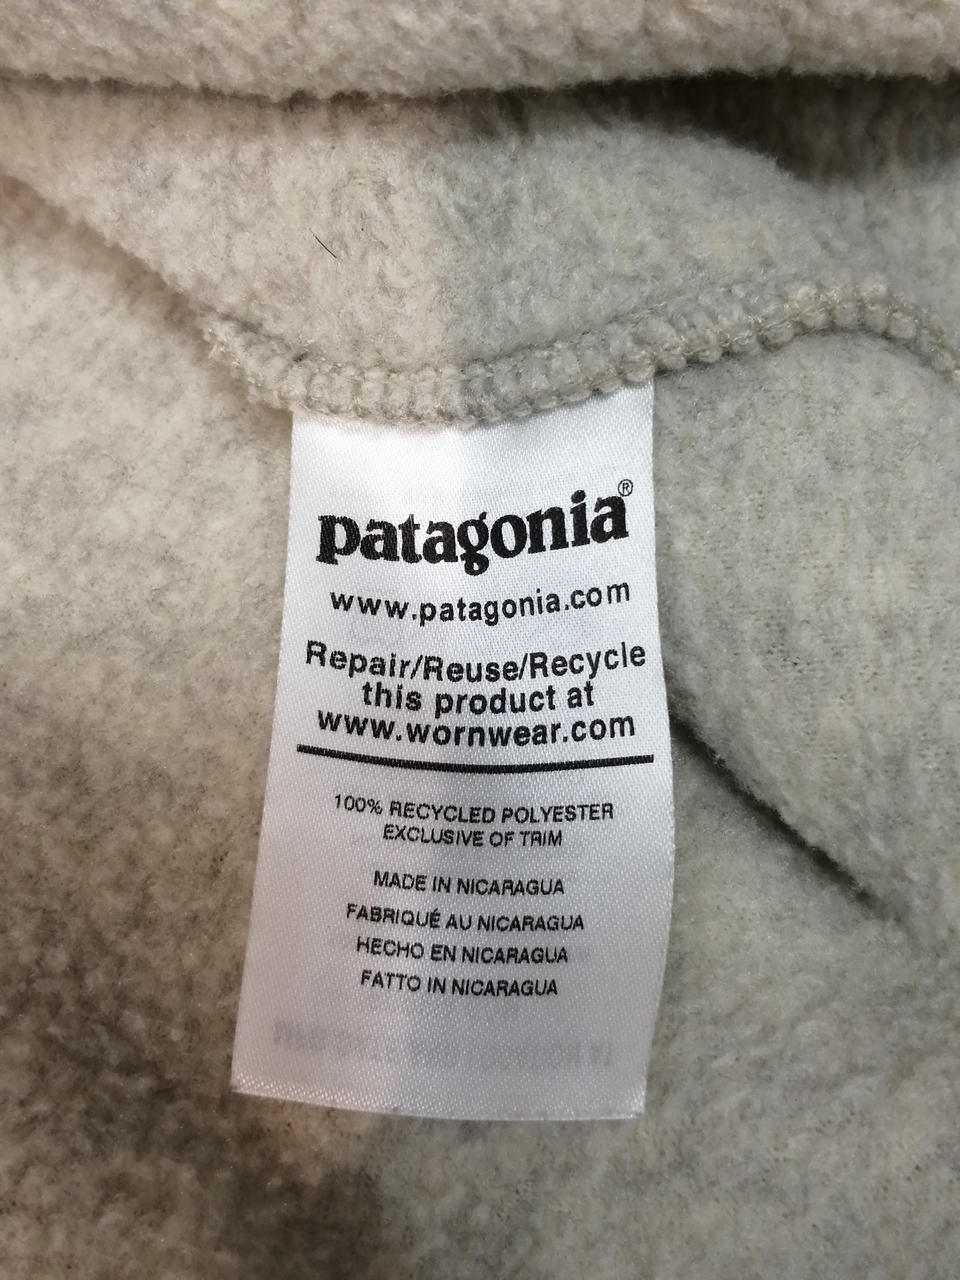 patagonia®
www.patagonia.com
Repair/Reuse/Recycle
this product at
www.wornwear.com
100% RECYCLED POLYESTER
EXCLUSIVE OF TRIM
MADE IN NICARAGUA
FABRIQUÉ AU NICARAGUA
HECHO EN NICARAGUA
FATTO IN NICARAGUA